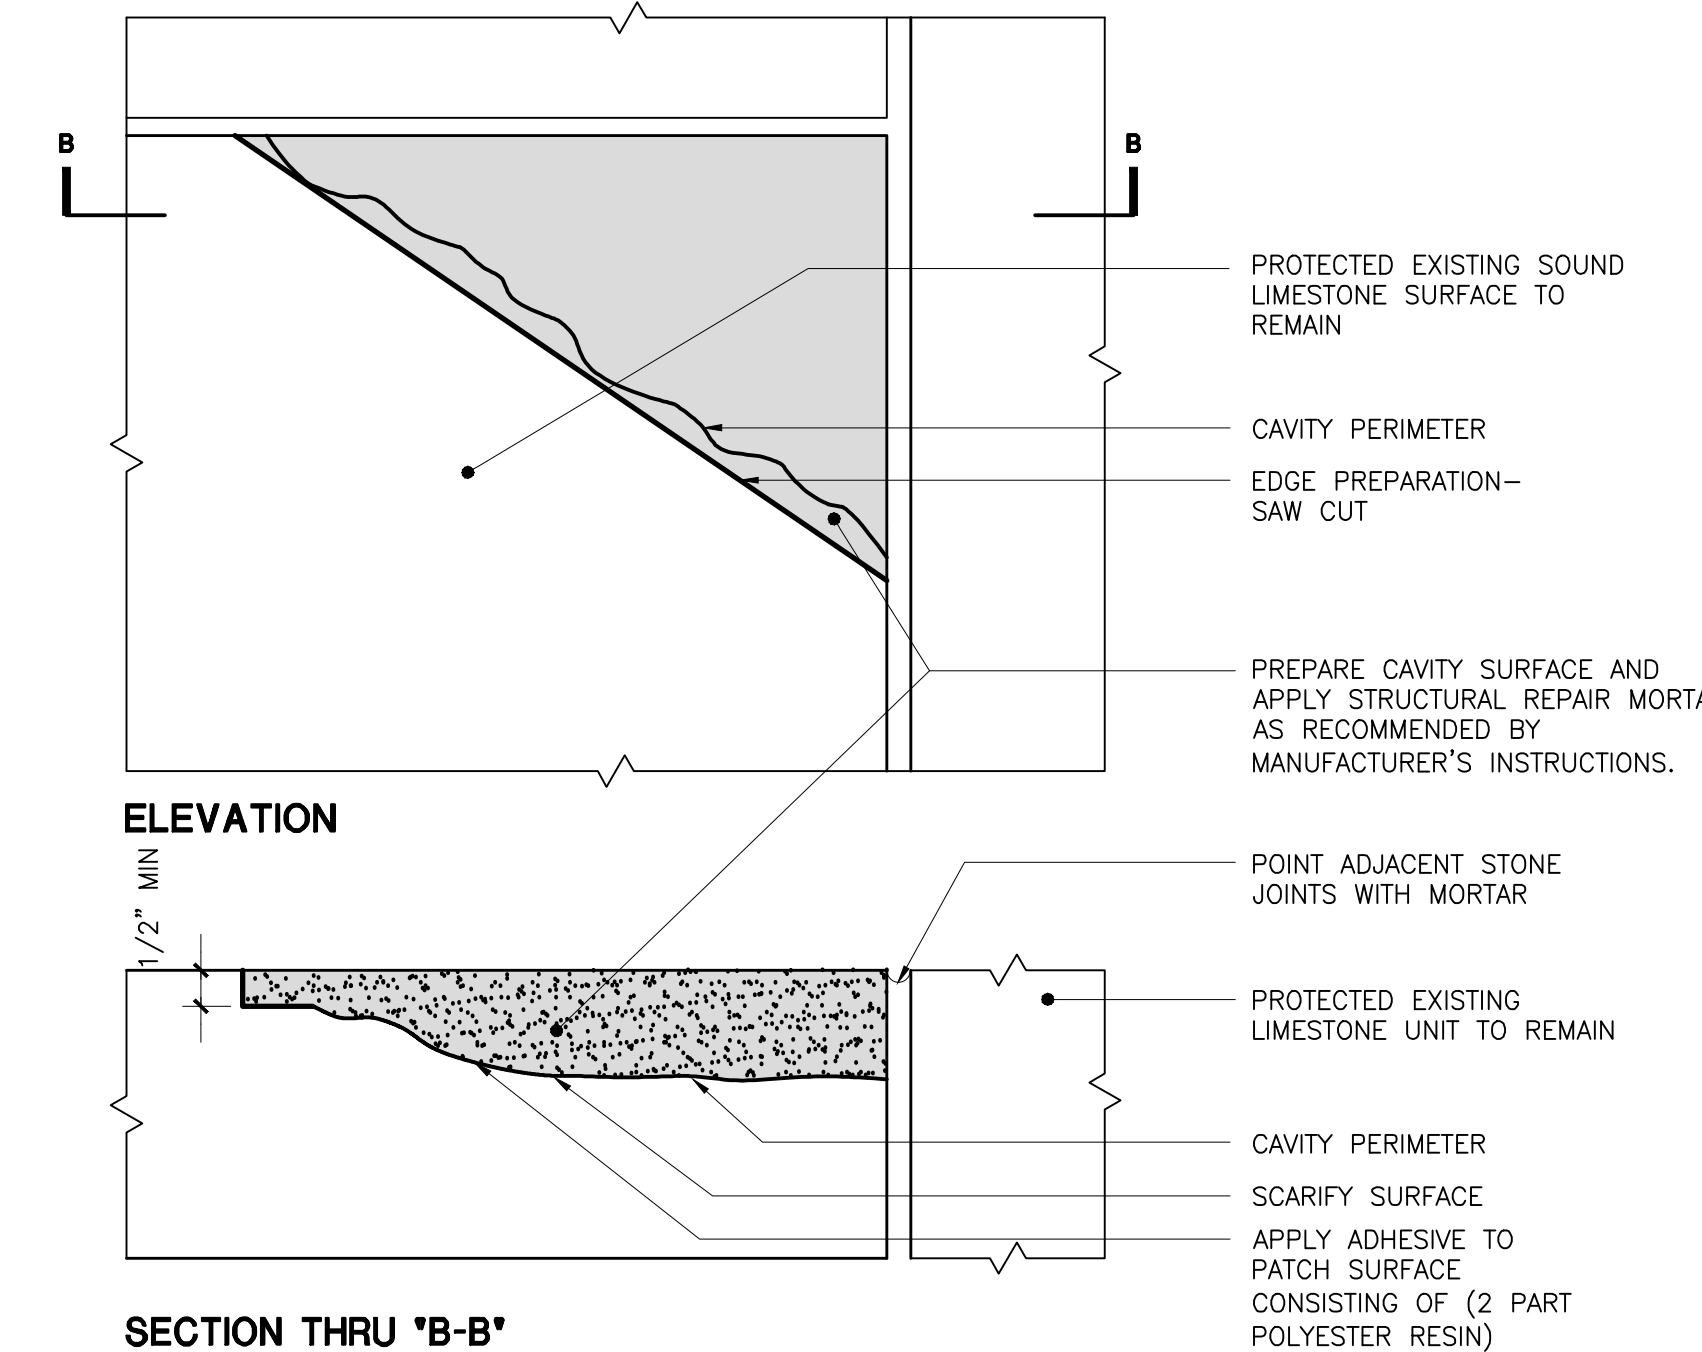 B
B
PROTECTED EXISTING SOUND
LIMESTONE SURFACE TO
REMAIN
CAVITY PERIMETER
EDGE PREPARATION–
SAW CUT
PREPARE CAVITY SURFACE AND
APPLY STRUCTURAL REPAIR MORTA
AS RECOMMENDED BY
MANUFACTURER'S INSTRUCTIONS.
ELEVATION
1/2" MIN
POINT ADJACENT STONE
JOINTS WITH MORTAR
PROTECTED EXISTING
LIMESTONE UNIT TO REMAIN
CAVITY PERIMETER
SCARIFY SURFACE
APPLY ADHESIVE TO
PATCH SURFACE
CONSISTING OF (2 PART
POLYESTER RESIN)
SECTION THRU "B-B"